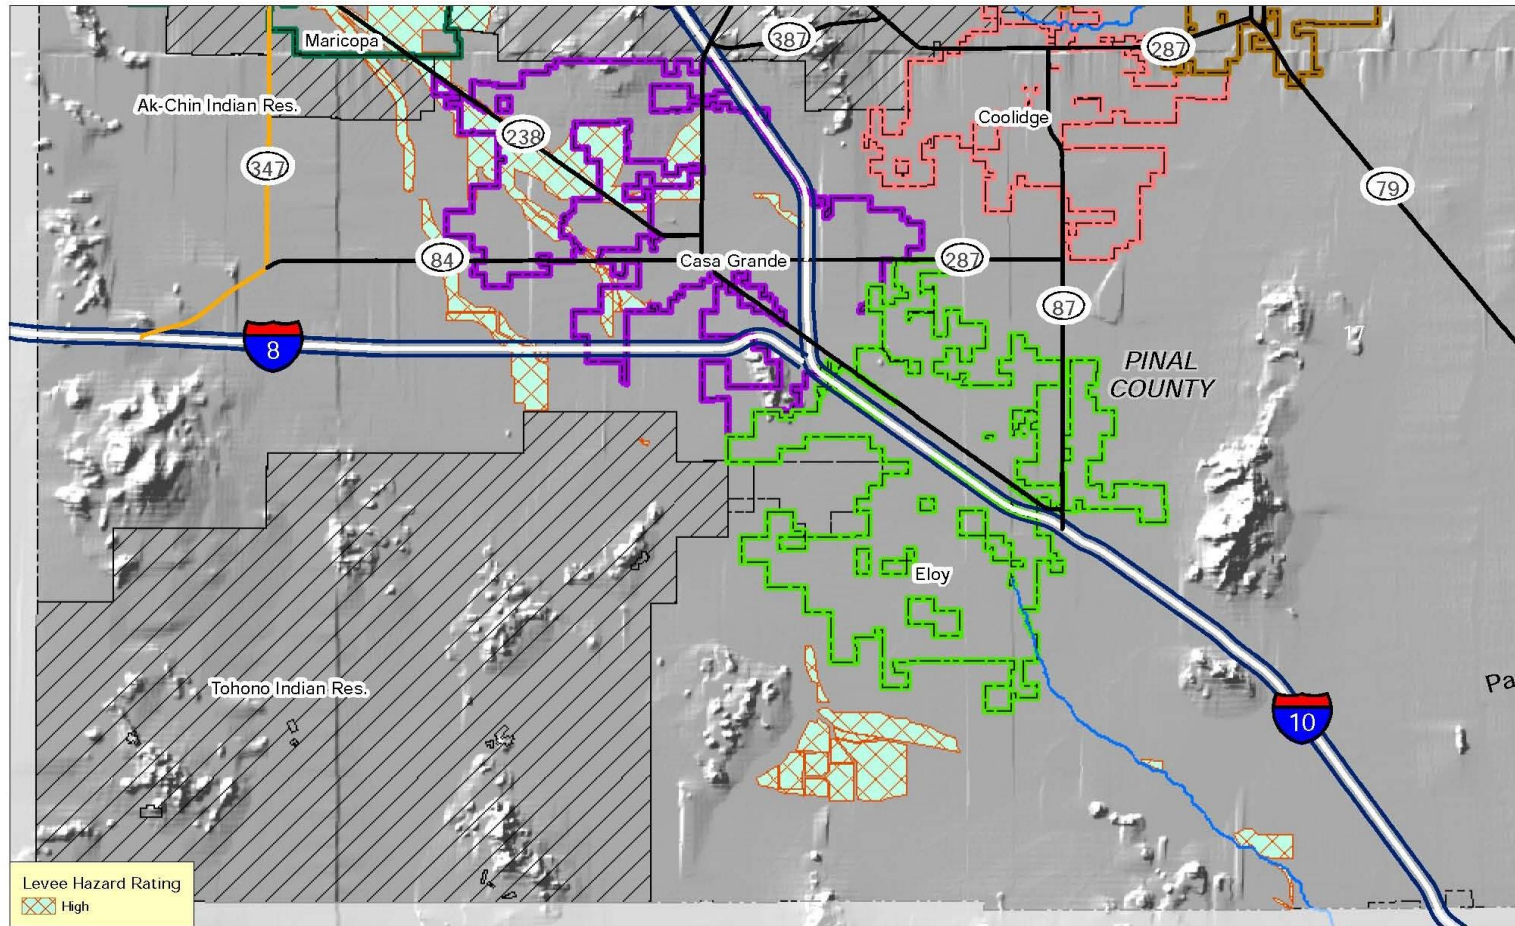 Maricopa
387
287
Ak-Chin Indian Res.
238
Coolidge
347
79
84
Casa Grande
287
87
8
17
PINAL
COUNTY
Eloy
Tohono Indian Res.
Pa
10
Levee Hazard Rating
High